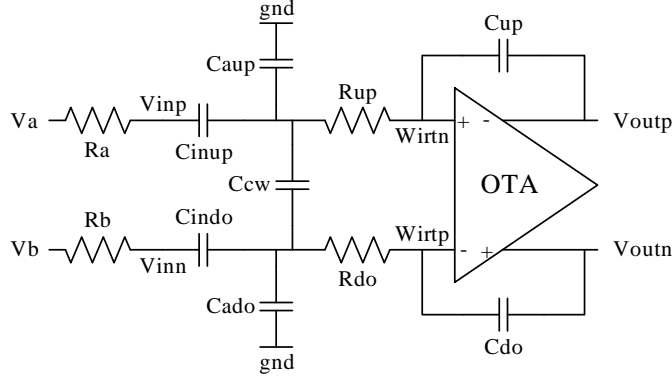 gnd
Cup
Caup
Rup
Va
Vinp
Voutp
Ra
Cinup
Wirtn
+ -
Ccw
OTA
Rb
Cindo
Wirtp
Vb
Vinn
- +
Voutn
Rdo
Cado
Cdo
gnd